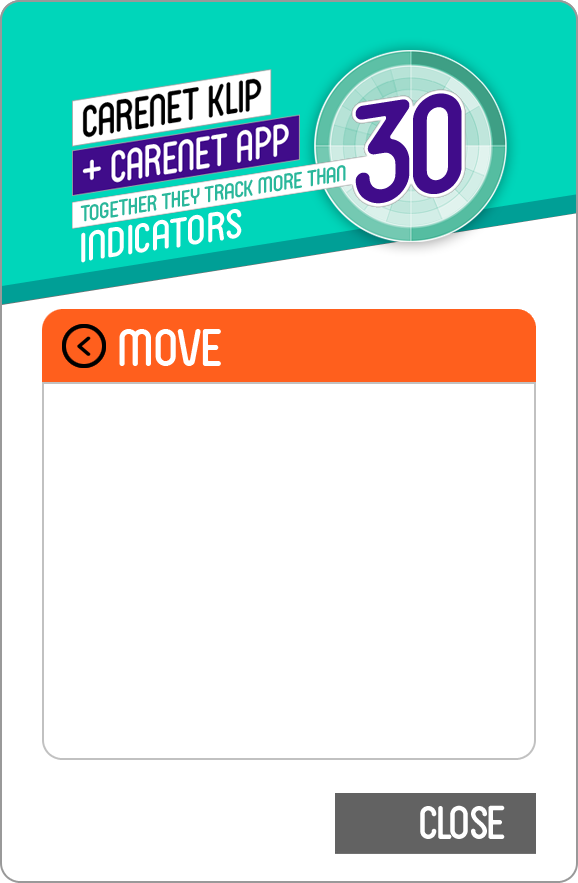 CARENET KLIP
+ CARENET APP
TOGETHER THEY TRACK MORE THAN
30
INDICATORS
MOVE
CLOSE